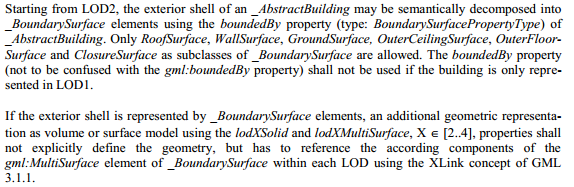 Starting from LOD2, the exterior shell of an _AbstractBuilding may be semantically decomposed into
_BoundarySurface elements using the boundedBy property (type: BoundarySurfacePropertyType) of
_AbstractBuilding. Only RoofSurface, WallSurface, GroundSurface, OuterCeilingSurface, OuterFloor-
Surface and ClosureSurface as subclasses of _BoundarySurface are allowed. The boundedBy property
(not to be confused with the gml:boundedBy property) shall not be used if the building is only repre-
sented in LOD1.
If the exterior shell is represented by _BoundarySurface elements, an additional geometric representa-
tion as volume or surface model using the lodXSolid and lodXMultiSurface, X ∈ [2..4], properties shall
not explicitly define the geometry, but has to reference the according components of the
gml:MultiSurface element of _BoundarySurface within each LOD using the XLink concept of GML
3.1.1.